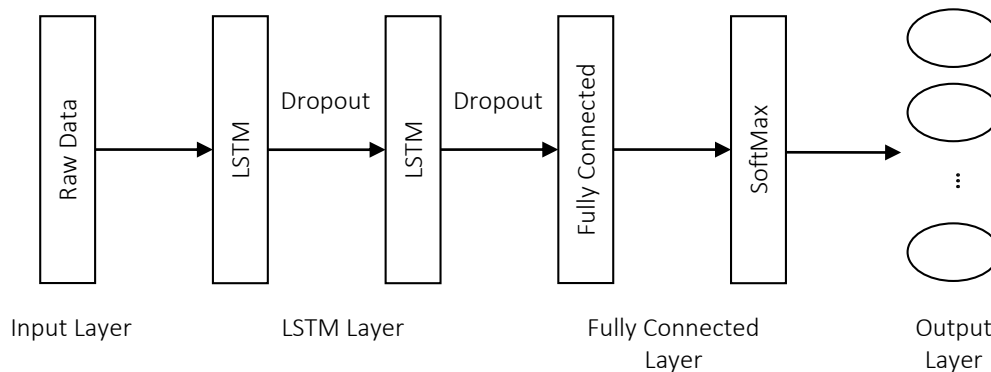 Raw Data
LSTM
Dropout
LSTM
Dropout
Fully Connected
SoftMax
...
Input Layer
LSTM Layer
Fully Connected
Layer
Output
Layer